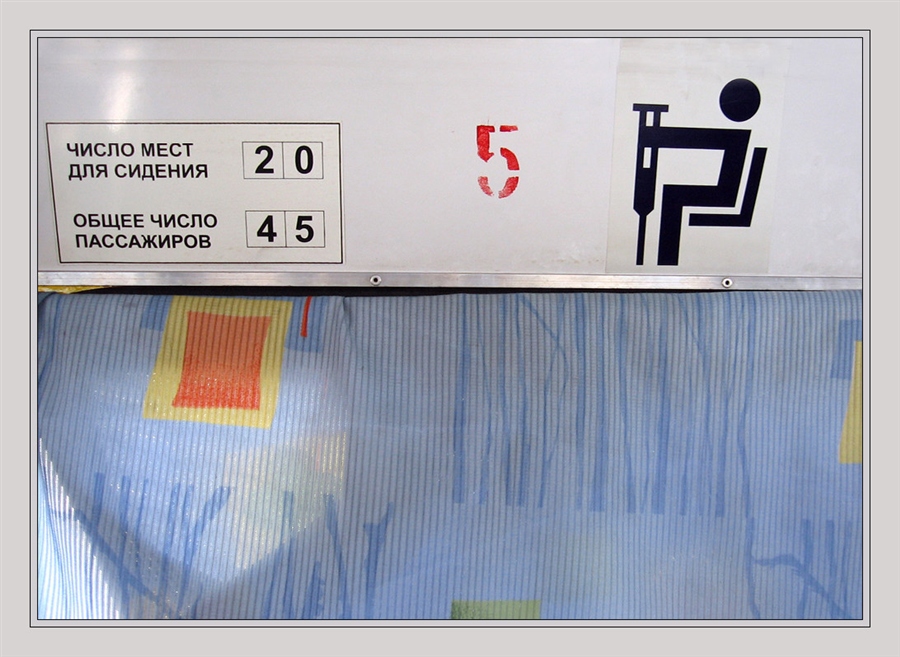 ЧИСЛО МЕСТ
ДЛЯ СИДЕНИЯ
20
ОБЩЕЕ ЧИСЛО
ПАССАЖИРОВ
45
5